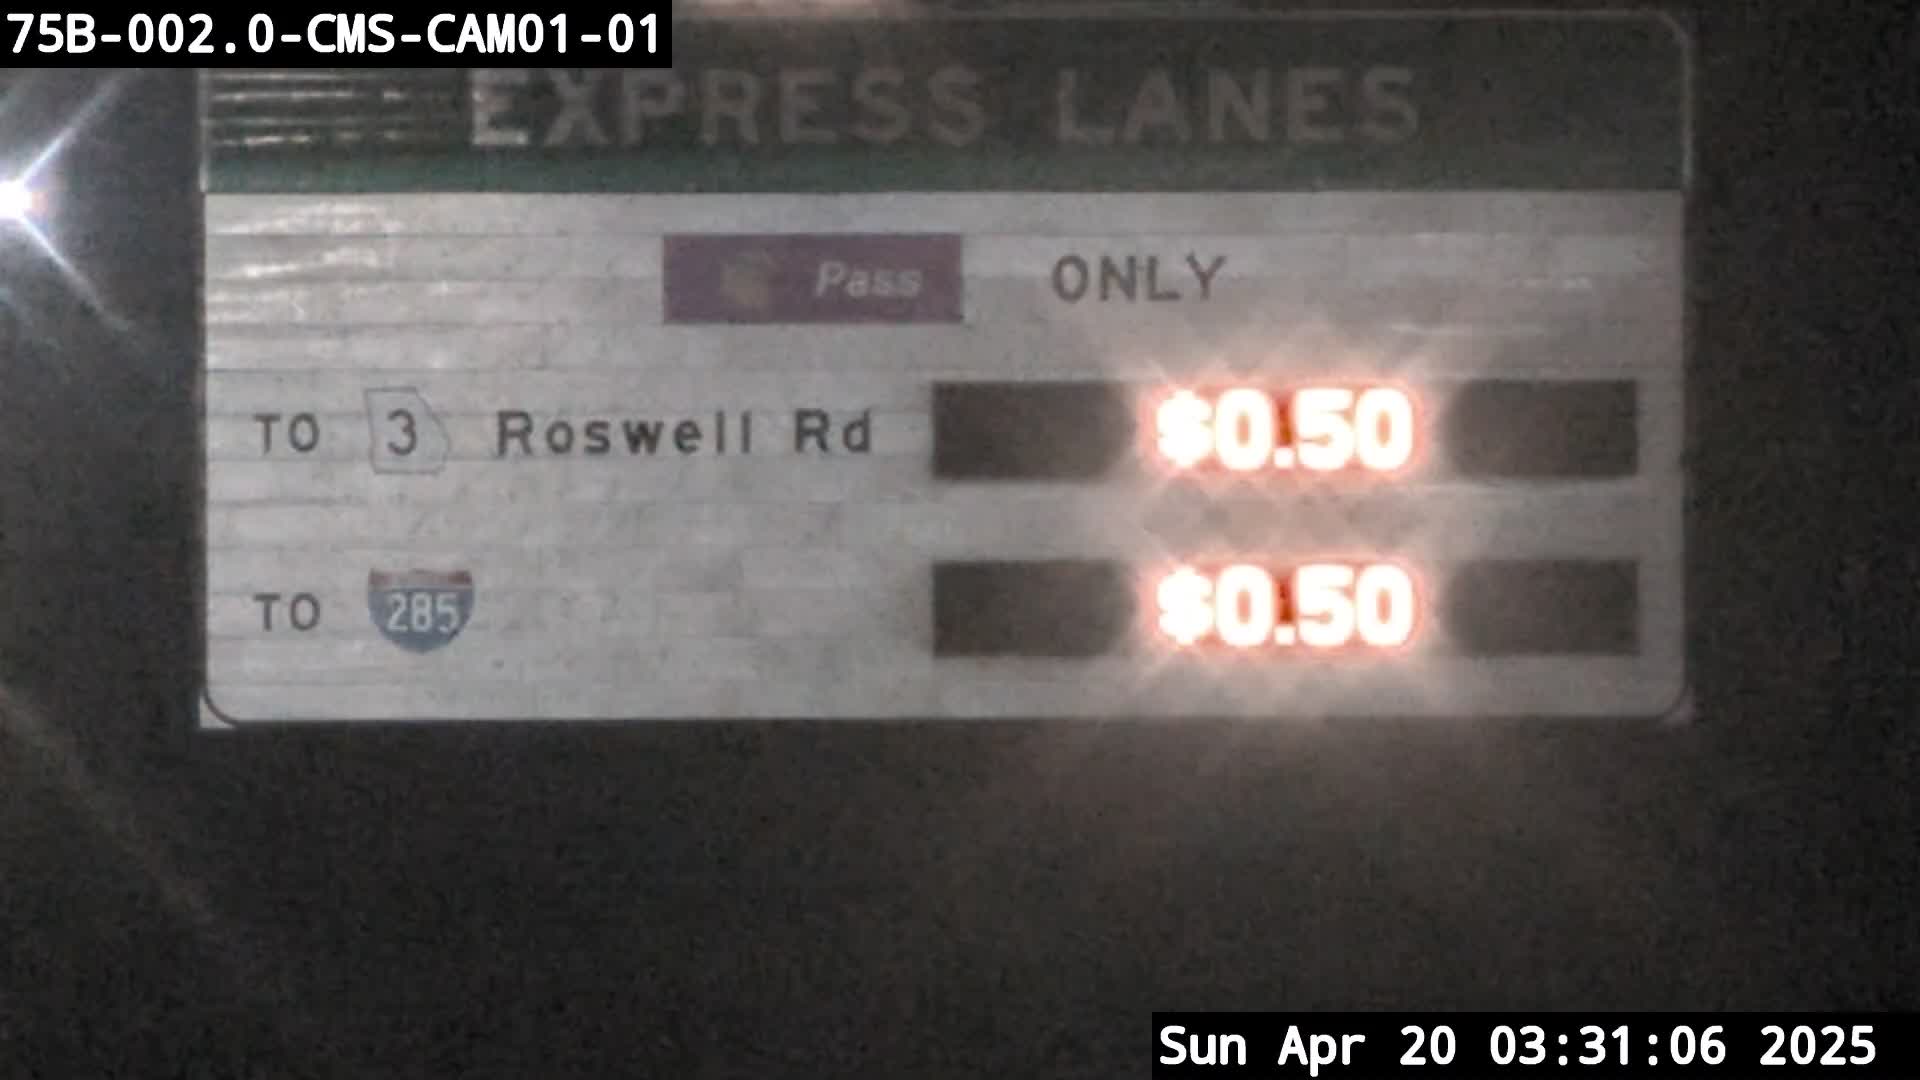 75B-002.0-CMS-CAM01-01
EXPRESS LANES
Pass ONLY
TO 3 Roswell Rd $0.50
TO 285 $0.50
Sun Apr 20 03:31:06 2025